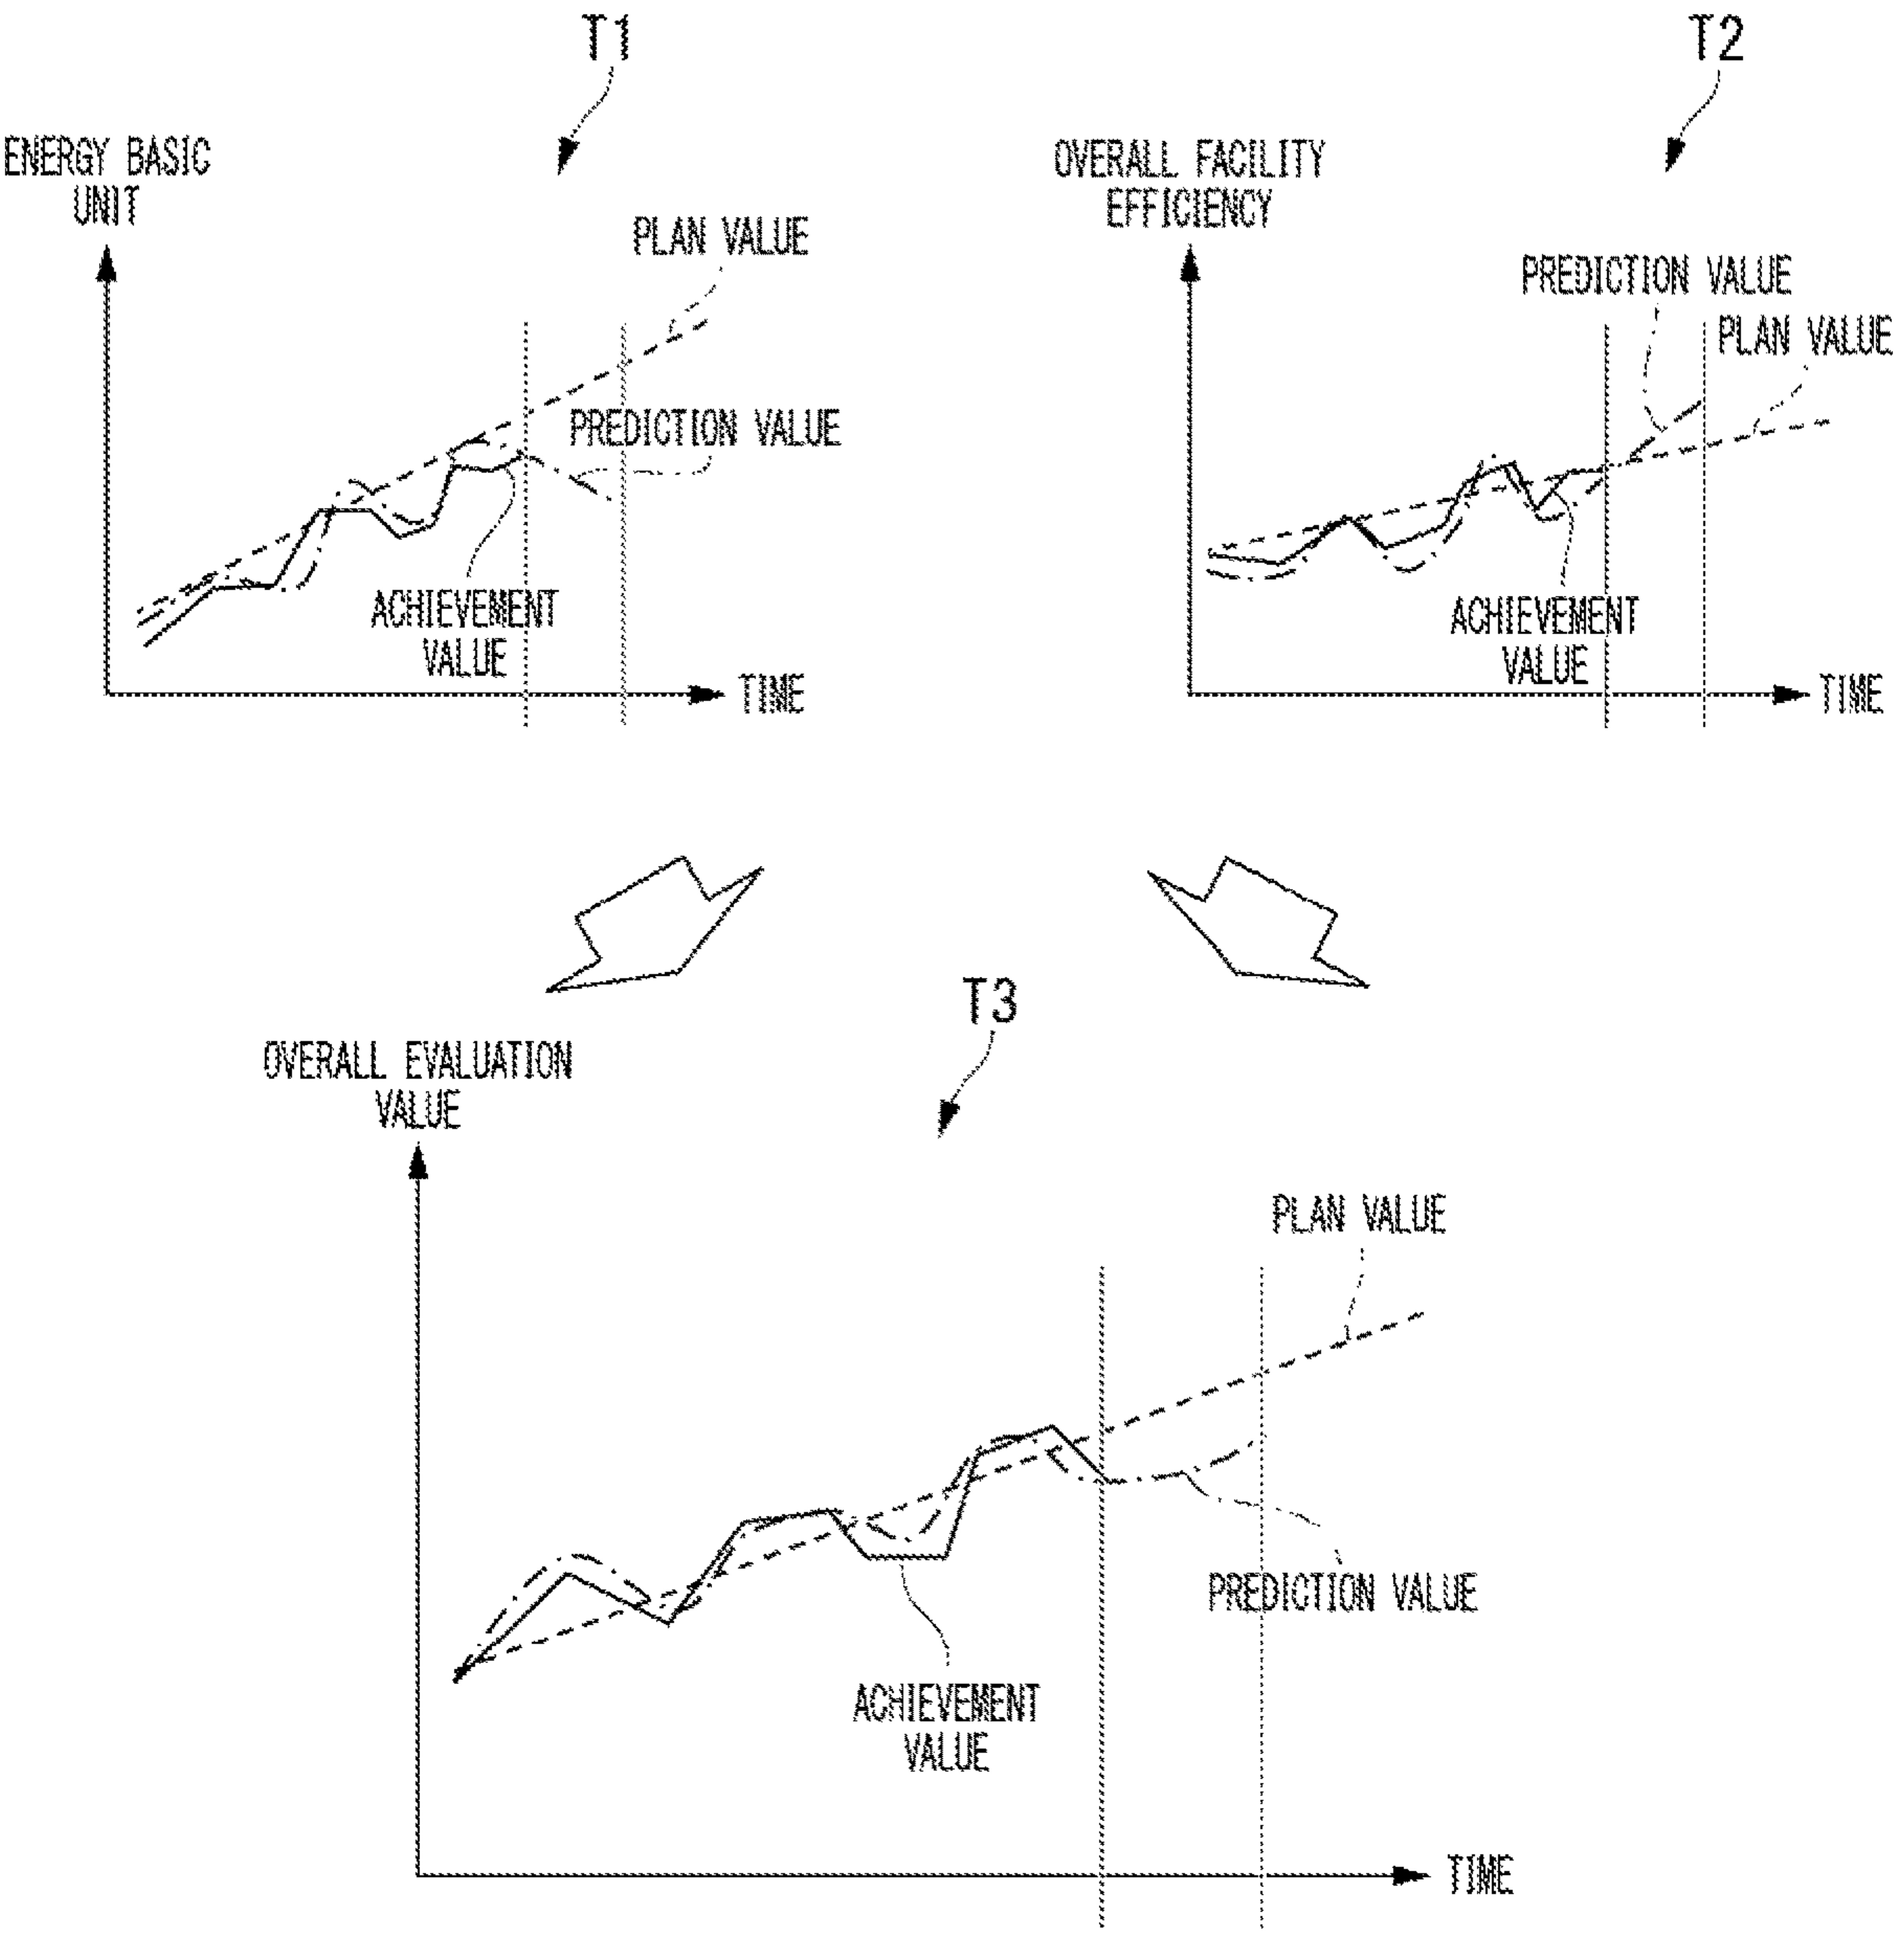 T1
ENERGY BASIC
UNIT
PLAN VALUE
PREDICTION VALUE
ACHIEVEMENT
VALUE
TIME
T2
OVERALL FACILITY
EFFICIENCY
PREDICTION VALUE
PLAN VALUE
ACHIEVEMENT
VALUE
TIME
T3
OVERALL EVALUATION
VALUE
PLAN VALUE
PREDICTION VALUE
ACHIEVEMENT
VALUE
TIME